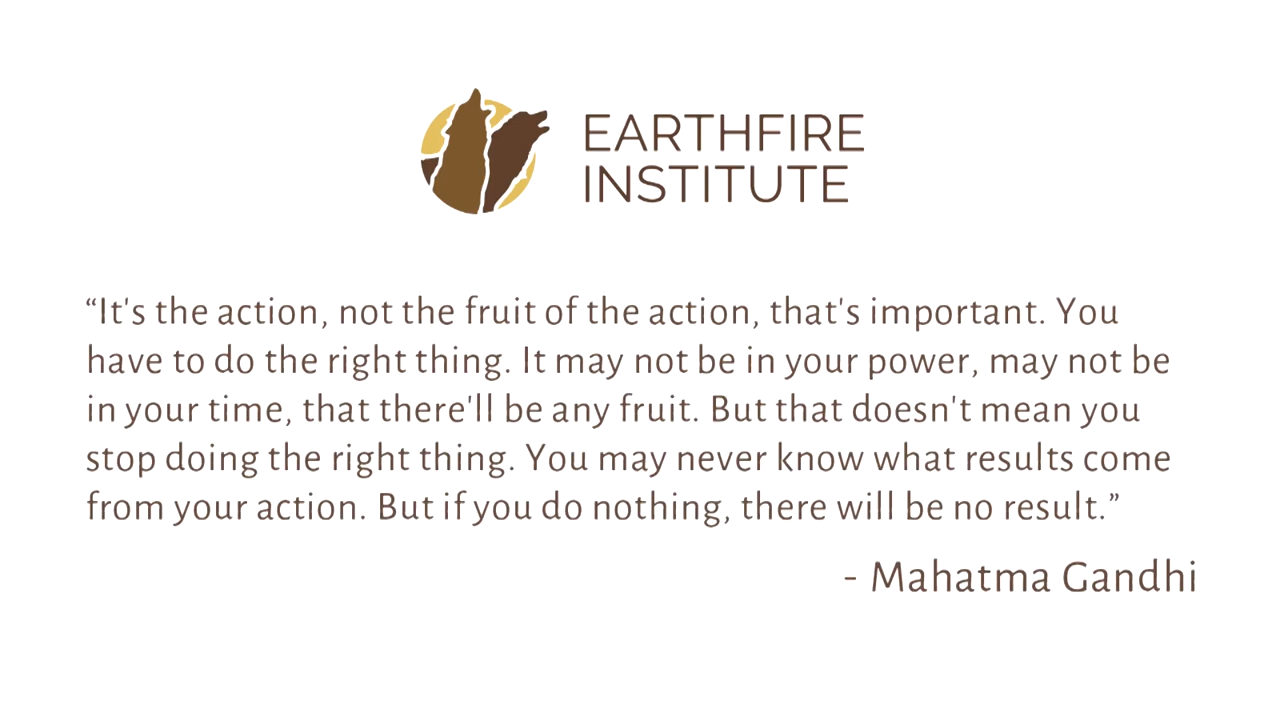 EARTHFIRE
INSTITUTE
“It's the action, not the fruit of the action, that's important. You
have to do the right thing. It may not be in your power, may not be
in your time, that there'll be any fruit. But that doesn't mean you
stop doing the right thing. You may never know what results come
from your action. But if you do nothing, there will be no result.”
- Mahatma Gandhi